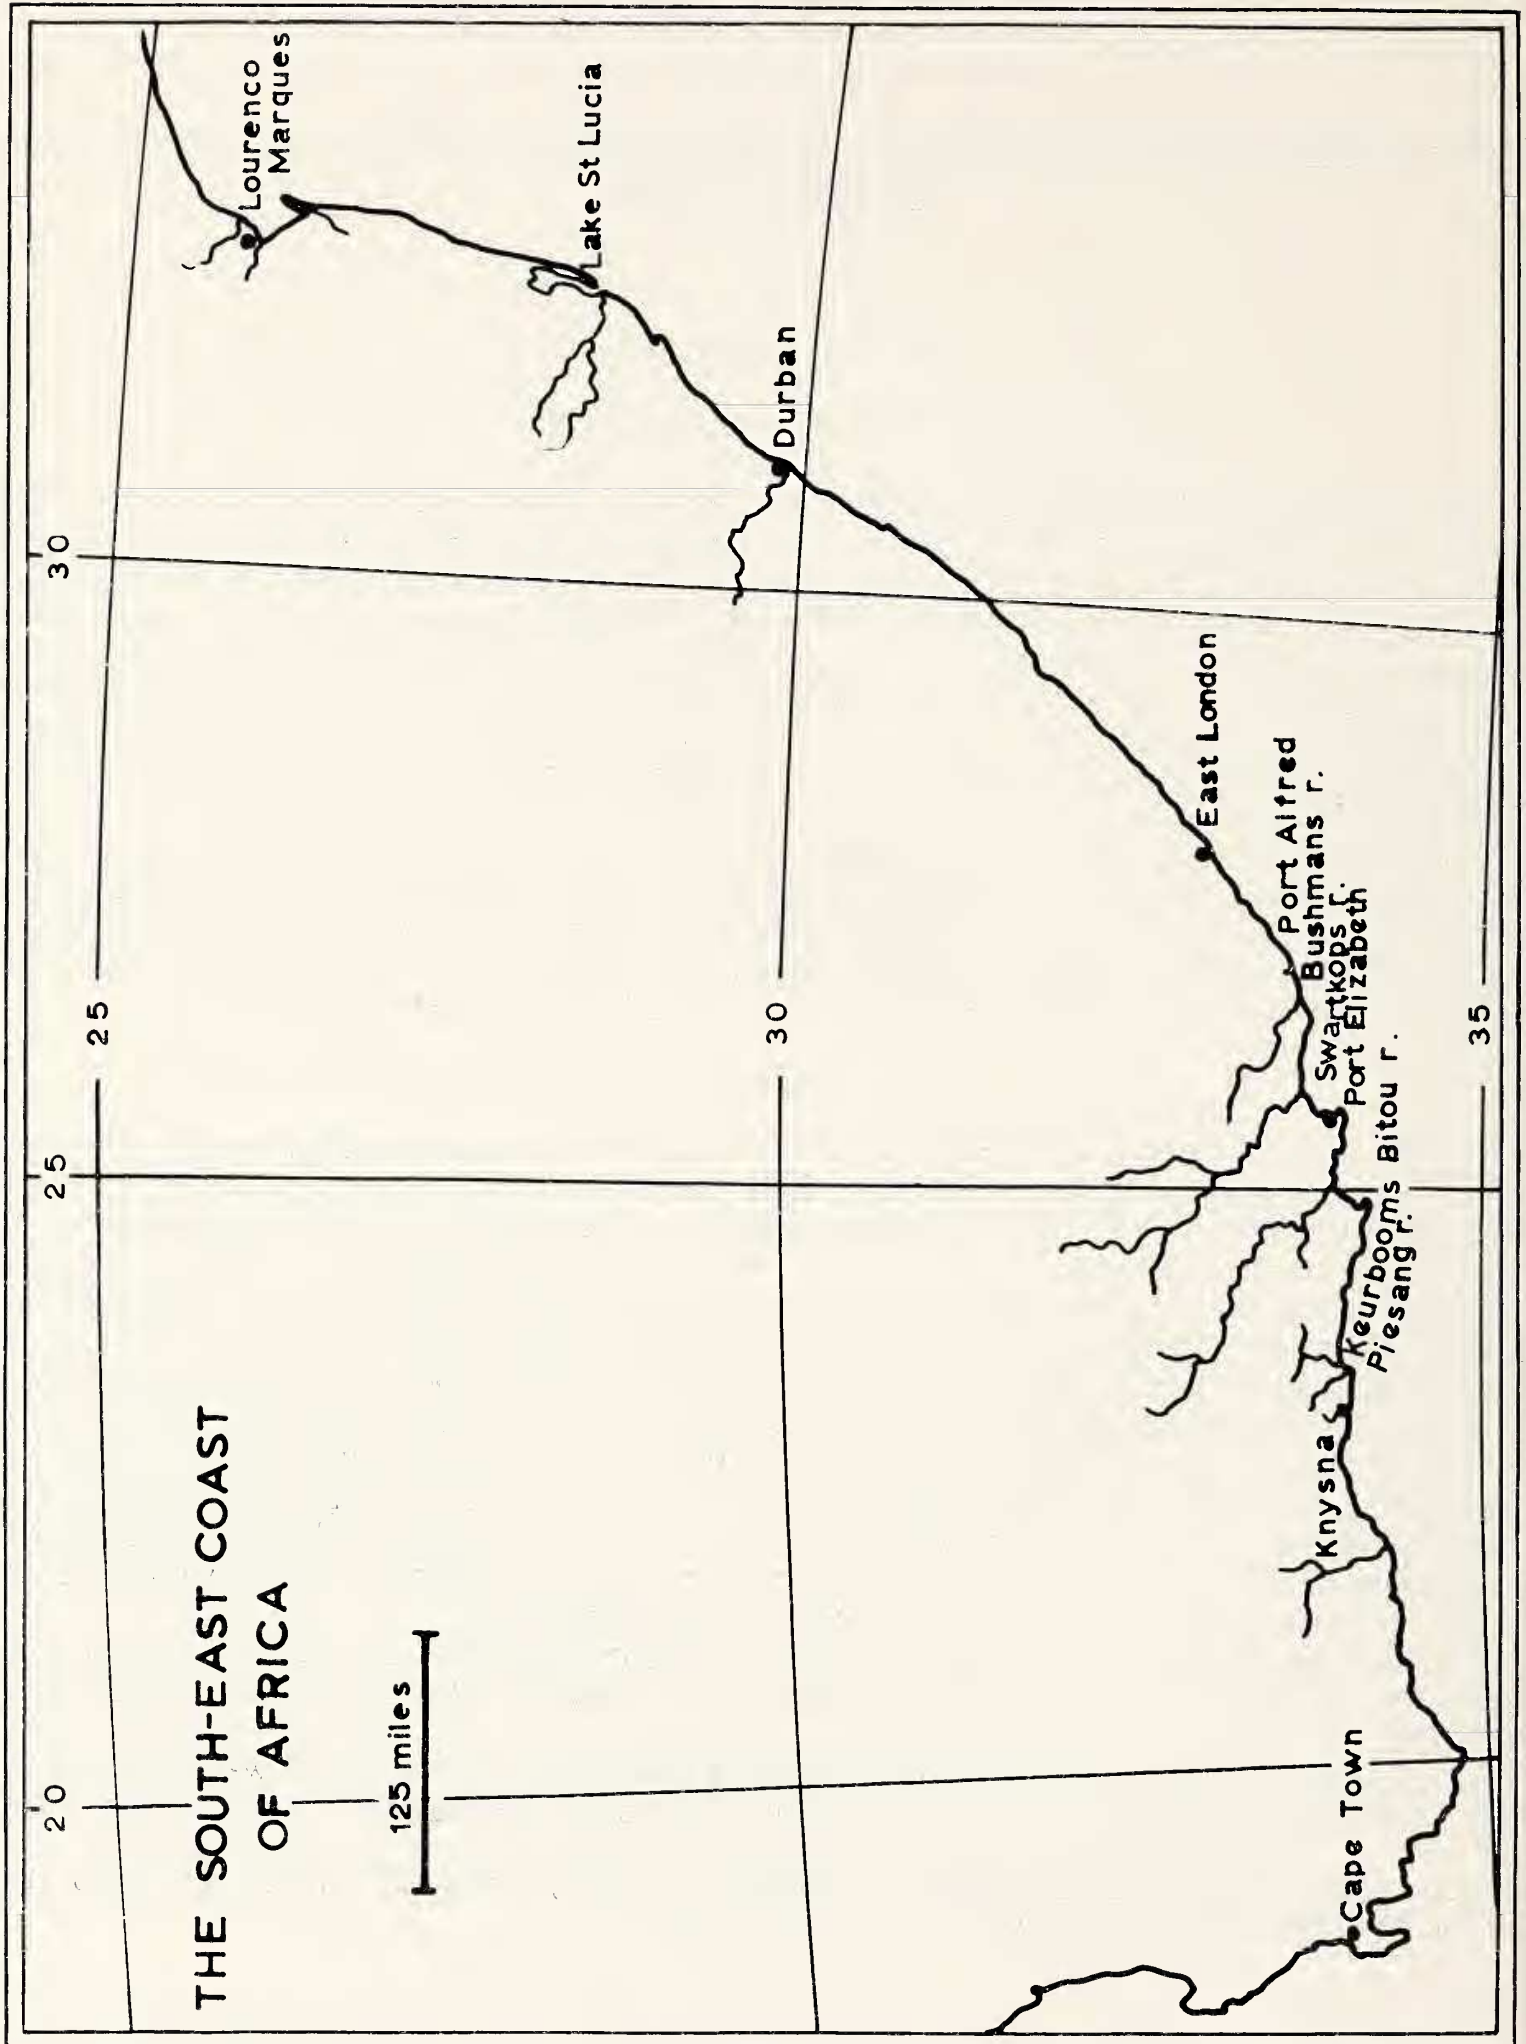 THE SOUTH-EAST COAST
OF AFRICA
125 miles
20
25
30
25
30
35
Lourenco
Marques
Lake St Lucia
Durban
East London
Port Alfred
Bushmans r.
Swartkops r.
Port Elizabeth
Keurbooms Bitou r.
Piesang r.
Knysna
Cape Town